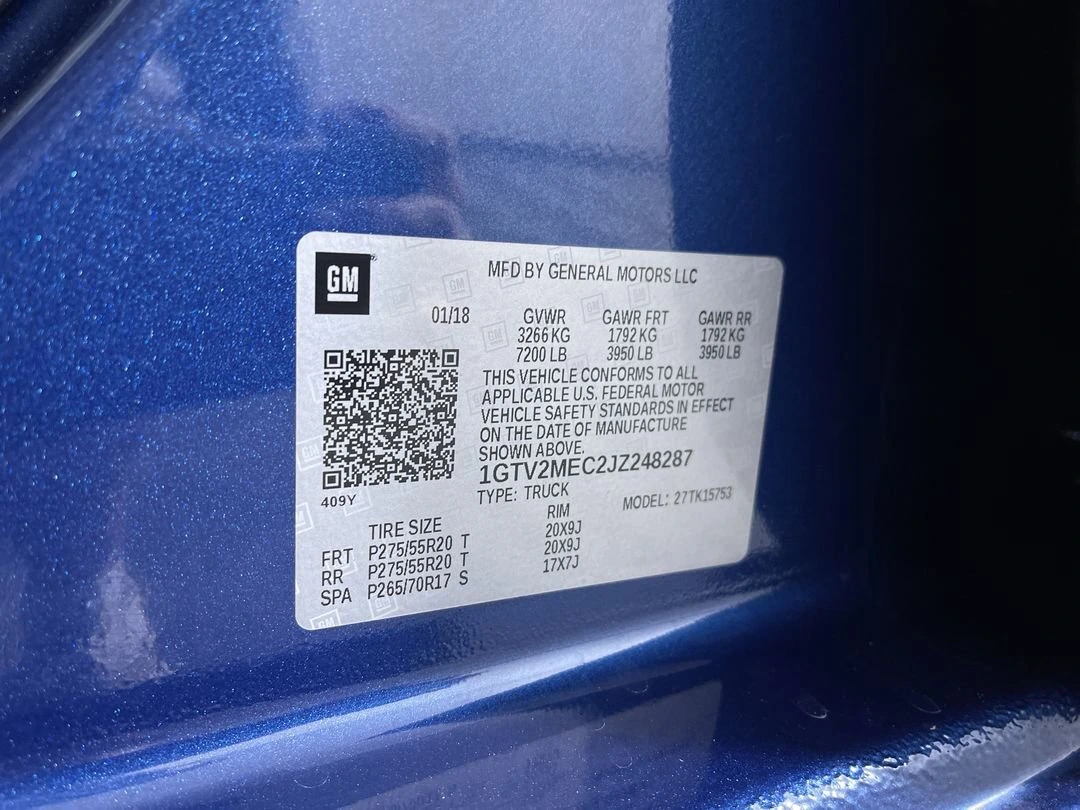 GM
MFD BY GENERAL MOTORS LLC
01/18
GVWR GAWR FRT GAWR RR
3266 KG 1792 KG 1792 KG
7200 LB 3950 LB 3950 LB
THIS VEHICLE CONFORMS TO ALL
APPLICABLE U.S. FEDERAL MOTOR
VEHICLE SAFETY STANDARDS IN EFFECT
ON THE DATE OF MANUFACTURE
SHOWN ABOVE.
1GTV2MEC2JZ248287
409Y
TYPE: TRUCK MODEL: 27TK15753
TIRE SIZE RIM
FRT P275/55R20 T 20X9J
RR P275/55R20 T 20X9J
SPA P265/70R17 S 17X7J